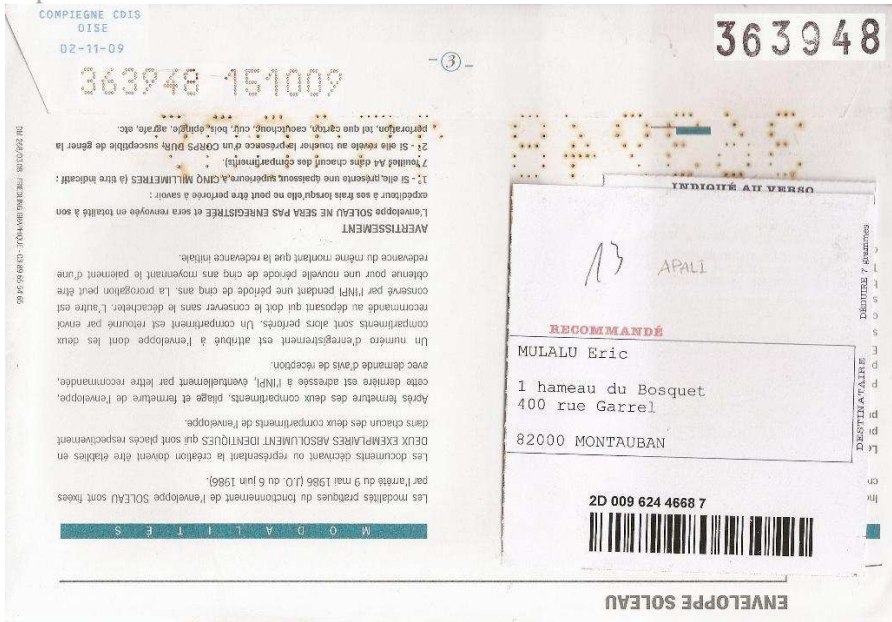 COMPIEGNE CDIS
OISE
02-11-09
363948 151009
-3-
363948
363948
INDIQUÉ AU VERSO
13 APALI
DÉDUIRE 7 grammes
RECOMMANDÉ
MULALU Eric
1 hameau du Bosquet
400 rue Garrel
82000 MONTAUBAN
DESTINATAIRE
2D 009 624 4668 7
ENVELOPPE SOLEAU
MODALITÉS
Les modalités pratiques du fonctionnement de l'enveloppe SOLEAU sont fixées
par l'arrêté du 9 mai 1986 (J.O. du 6 juin 1986).
Les documents décrivant ou représentant la création doivent être établies en
DEUX EXEMPLAIRES ABSOLUMENT IDENTIQUES qui sont placés respectivement
dans chacun des deux compartiments de l'enveloppe.
Après fermeture des deux compartiments, pliage et fermeture de l'enveloppe,
cette dernière est adressée à l'INPI, éventuellement par lettre recommandée,
avec demande d'avis de réception.
Un numéro d'enregistrement est attribué à l'enveloppe dont les deux
compartiments sont alors perforés. Un compartiment est retourné par envoi
recommandé au déposant qui doit le conserver sans le décacheter. L'autre est
conservé par l'INPI pendant une période de cinq ans. La prorogation peut être
obtenue pour une nouvelle période de cinq ans moyennant le paiement d'une
redevance du même montant que la redevance initiale.
AVERTISSEMENT
L'enveloppe SOLEAU NE SERA PAS ENREGISTRÉE et sera renvoyée en totalité à son
expéditeur à ses frais lorsqu'elle ne peut être perforée à savoir :
1º - Si elle présente une épaisseur supérieure à CINQ MILLIMETRES (à titre indicatif :
7 feuilles A4 dans chacun des compartiments).
2º - Si elle révèle au toucher la présence d'un CORPS DUR susceptible de gêner la
perforation, tel que carton, caoutchouc, cuir, bois, épingle, agrafe, etc.